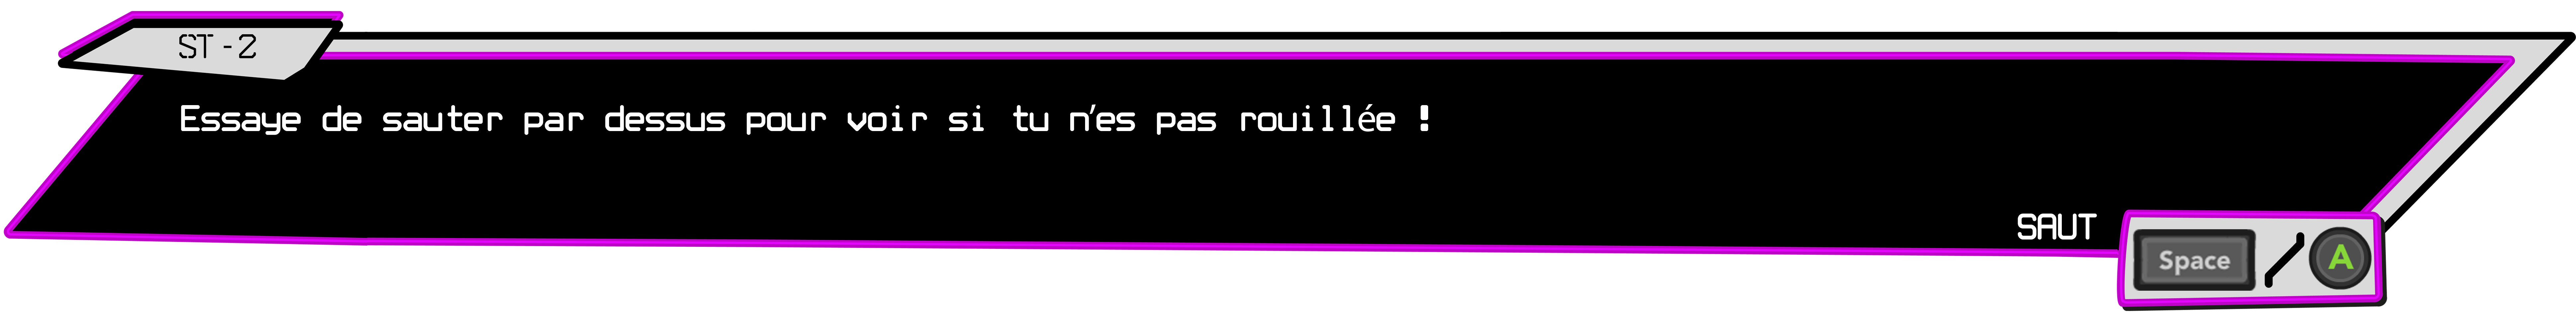 ST-2
Essaye de sauter par dessus pour voir si tu n'es pas rouillée !
SAUT
Space
A